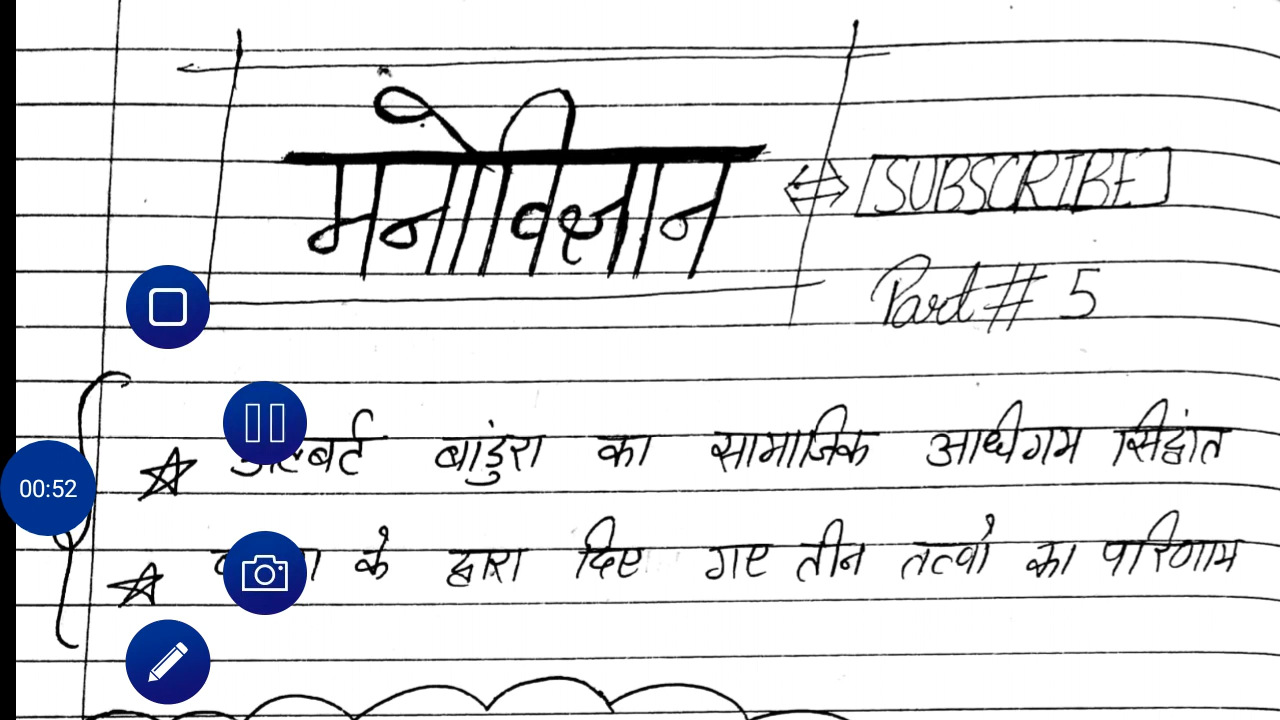 मनोविज्ञान
SUBSCRIBE
Part # 5
बांडुरा का सामाजिक अधिगम सिद्धांत
के द्वारा दिए गए तीन तत्वो का परिणाम
00:52